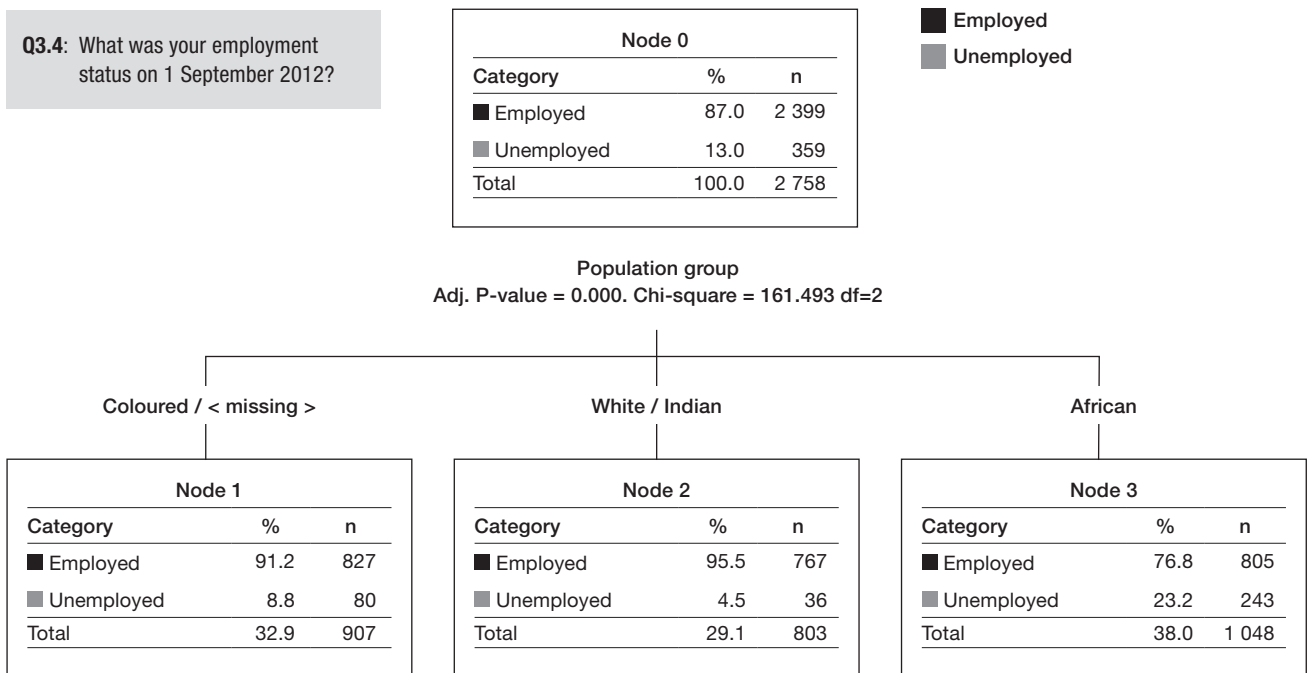 Q3.4: What was your employment
status on 1 September 2012?
Node 0
Category % n
Employed 87.0 2 399
Unemployed 13.0 359
Total 100.0 2 758
Employed
Unemployed
Population group
Adj. P-value = 0.000. Chi-square = 161.493 df=2
Coloured / < missing >
White / Indian
African
Node 1
Category % n
Employed 91.2 827
Unemployed 8.8 80
Total 32.9 907
Node 2
Category % n
Employed 95.5 767
Unemployed 4.5 36
Total 29.1 803
Node 3
Category % n
Employed 76.8 805
Unemployed 23.2 243
Total 38.0 1 048